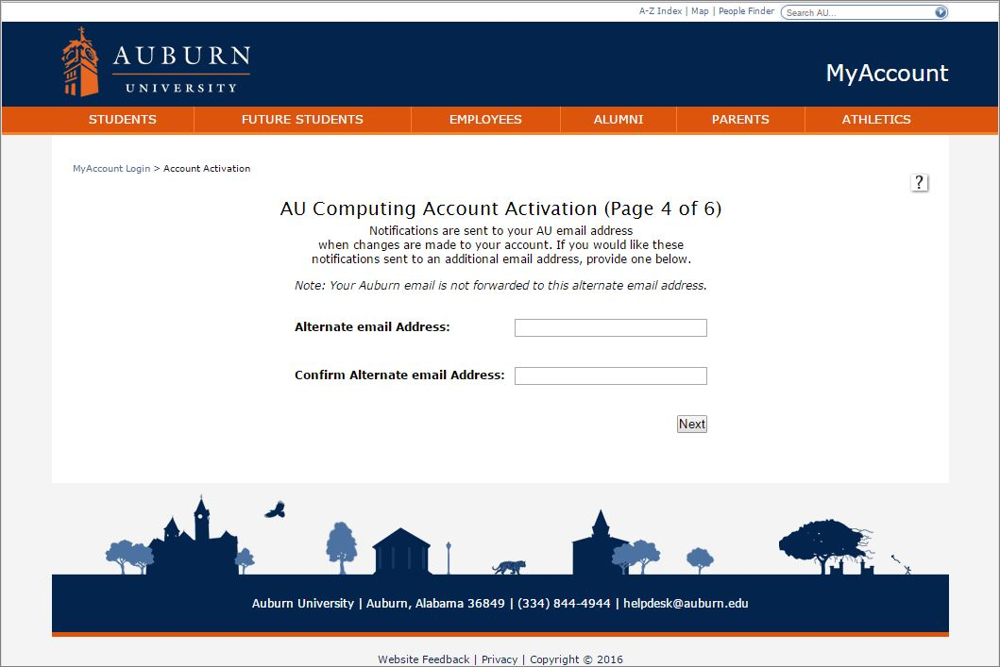 A-Z Index | Map | People Finder
Search AU...
AUBURN
UNIVERSITY
MyAccount
STUDENTS
FUTURE STUDENTS
EMPLOYEES
ALUMNI
PARENTS
ATHLETICS
MyAccount Login > Account Activation
?
AU Computing Account Activation (Page 4 of 6)
Notifications are sent to your AU email address
when changes are made to your account. If you would like these
notifications sent to an additional email address, provide one below.
Note: Your Auburn email is not forwarded to this alternate email address.
Alternate email Address:
Confirm Alternate email Address:
Next
Auburn University | Auburn, Alabama 36849 | (334) 844-4944 | helpdesk@auburn.edu
Website Feedback | Privacy | Copyright © 2016